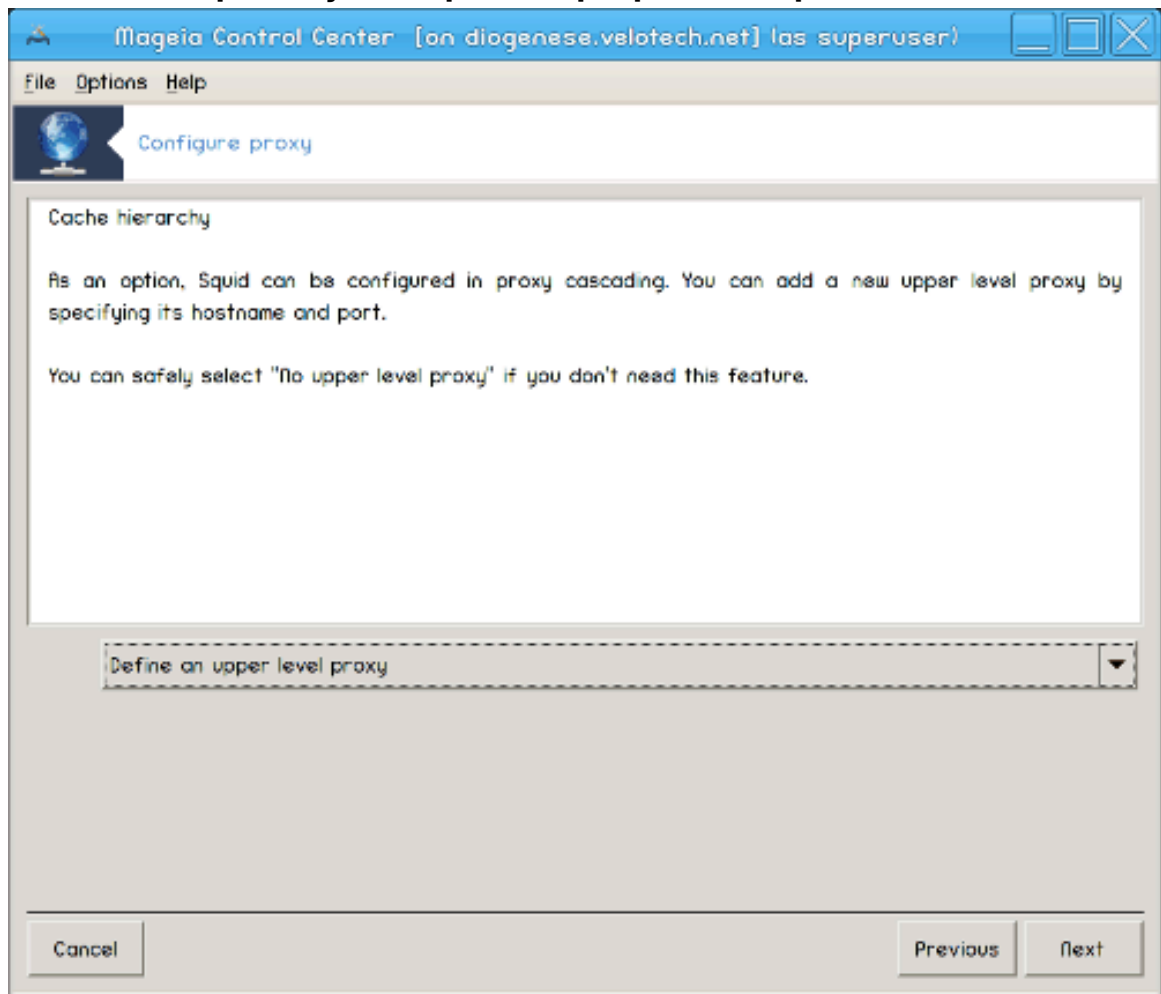 Mageia Control Center [on diogenese.velotech.net] (as superuser)
File Options Help
Configure proxy
Cache hierarchy
As an option, Squid can be configured in proxy cascading. You can add a new upper level proxy by
specifying its hostname and port.
You can safely select "No upper level proxy" if you don't need this feature.
Define an upper level proxy
Cancel
Previous
Next